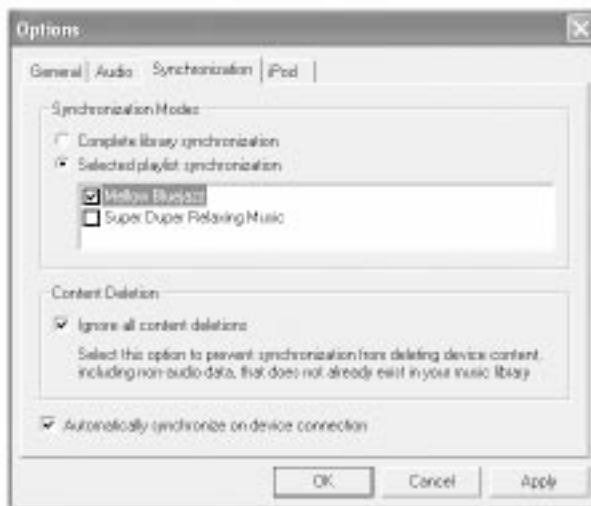 Options
General Audio Synchronization iPod
Synchronization Modes
Complete library synchronization
Selected playlist synchronization
Mellow Bluejazz
Super Duper Relaxing Music
Content Deletion
Ignore all content deletions
Select this option to prevent synchronization from deleting device content,
including non-audio data, that does not already exist in your music library
Automatically synchronize on device connection
OK Cancel Apply